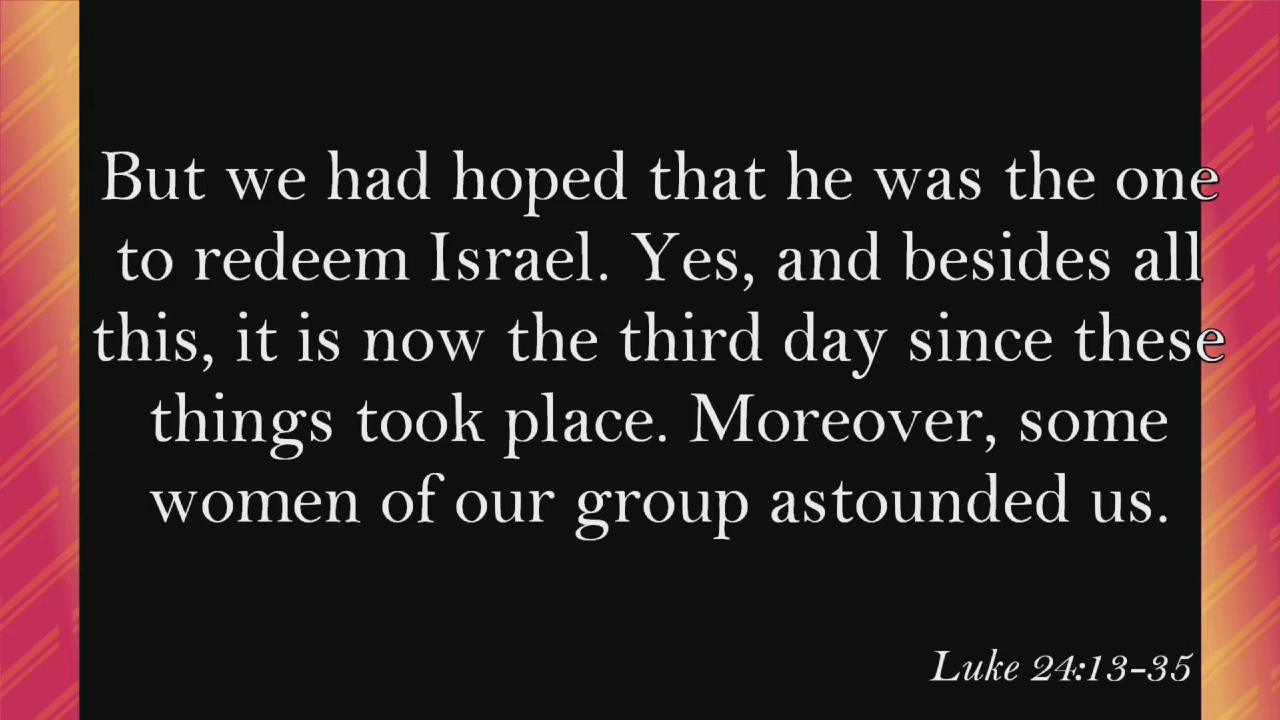 But we had hoped that he was the one
to redeem Israel. Yes, and besides all
this, it is now the third day since these
things took place. Moreover, some
women of our group astounded us.
Luke 24:13-35